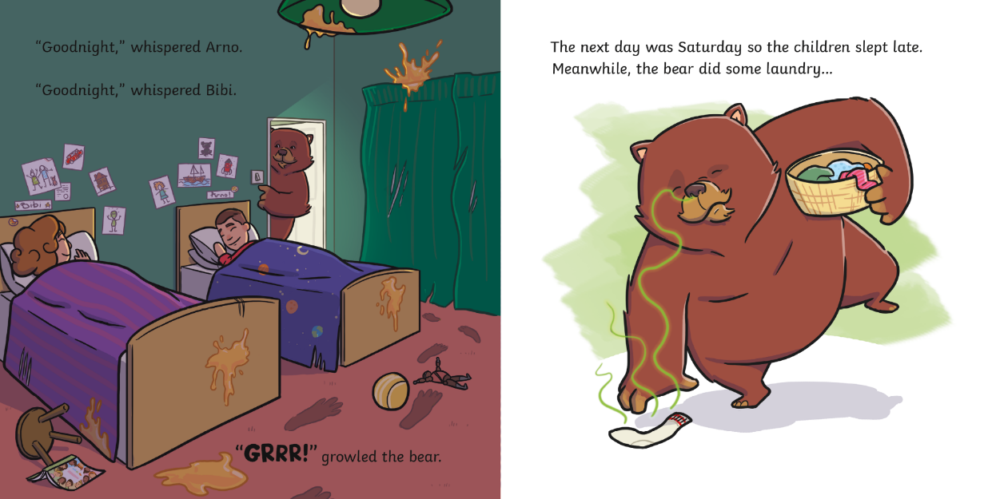 “Goodnight,” whispered Arno.
“Goodnight,” whispered Bibi.
Bibi
Arno!
“GRRR!” growled the bear.
The next day was Saturday so the children slept late.
Meanwhile, the bear did some laundry...